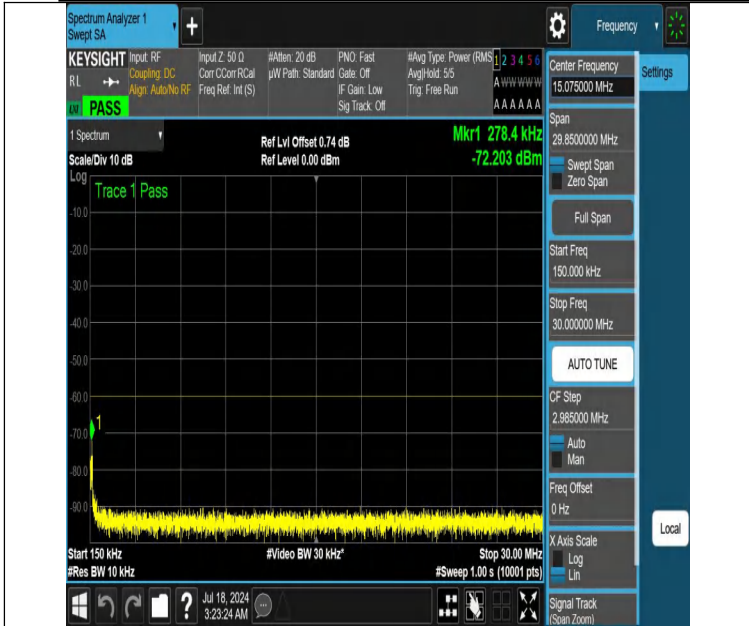 Spectrum Analyzer 1
Swept SA
+
Frequency
KEYSIGHT
RL
PASS
Input: RF
Coupling: DC
Align: Auto/No RF
Input Z: 50 Ω
Corr CCorr RCal
Freq Ref: Int (S)
#Atten: 20 dB
µW Path: Standard
PNO: Fast
Gate: Off
IF Gain: Low
Sig Track: Off
#Avg Type: Power (RMS
Avg|Hold: 5/5
Trig: Free Run
1 2 3 4 5 6
A W W W W W
A A A A A A
1 Spectrum
Scale/Div 10 dB
Ref Lvl Offset 0.74 dB
Ref Level 0.00 dBm
Mkr1 278.4 kHz
-72.203 dBm
Log
Trace 1 Pass
-10.0
-20.0
-30.0
-40.0
-50.0
-60.0
-70.0
-80.0
-90.0
1
Start 150 kHz
#Res BW 10 kHz
#Video BW 30 kHz*
Stop 30.00 MHz
#Sweep 1.00 s (10001 pts)
?
Jul 18, 2024
3:23:24 AM
Center Frequency
15.075000 MHz
Settings
Span
29.8500000 MHz
Swept Span
Zero Span
Full Span
Start Freq
150.000 kHz
Stop Freq
30.000000 MHz
AUTO TUNE
CF Step
2.985000 MHz
Auto
Man
Freq Offset
0 Hz
Local
X Axis Scale
Log
Lin
Signal Track
(Span Zoom)